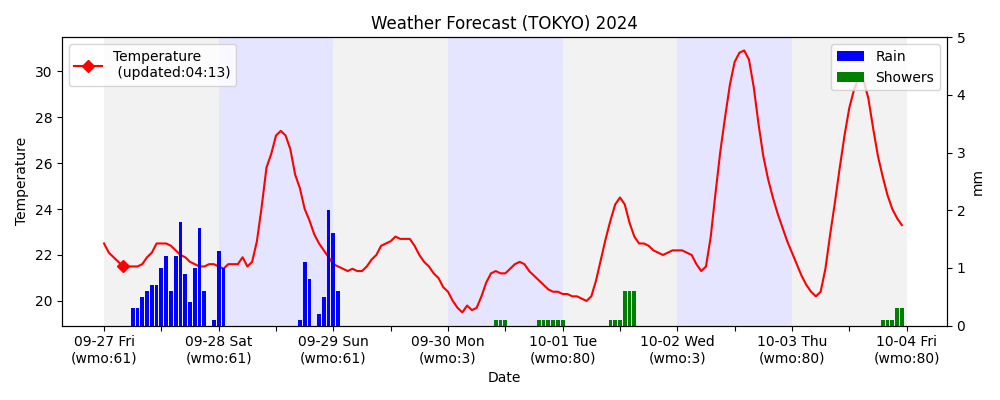 Weather Forecast (TOKYO) 2024
Temperature
(updated:04:13)
Rain
Showers
Temperature
30
28
26
24
22
20
5
4
3
2
1
0
mm
09-27 Fri
(wmo:61)
09-28 Sat
(wmo:61)
09-29 Sun
(wmo:61)
09-30 Mon
(wmo:3)
10-01 Tue
(wmo:80)
10-02 Wed
(wmo:3)
10-03 Thu
(wmo:80)
10-04 Fri
(wmo:80)
Date